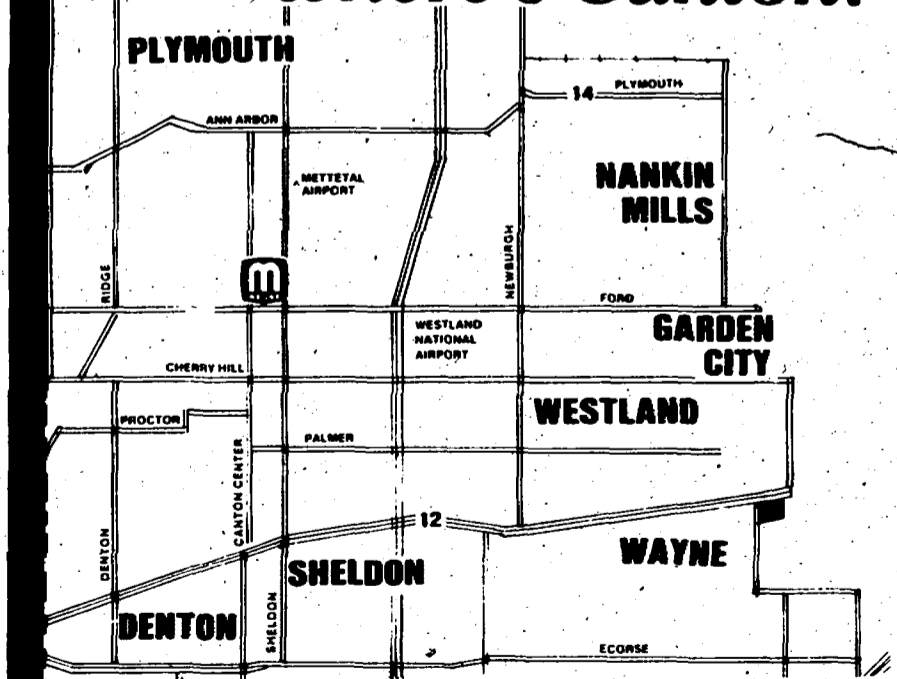 PLYMOUTH
14 PLYMOUTH
ANN ARBOR
METTETAL
AIRPORT
NANKIN
MILLS
NEWBURGH
RIDGE
m
FORD
WESTLAND
NATIONAL
AIRPORT
GARDEN
CITY
CHERRY HILL
WESTLAND
PROCTOR
PALMER
CANTON CENTER
12
DENTON
WAYNE
SHELDON
SHELDON
DENTON
ECORSE